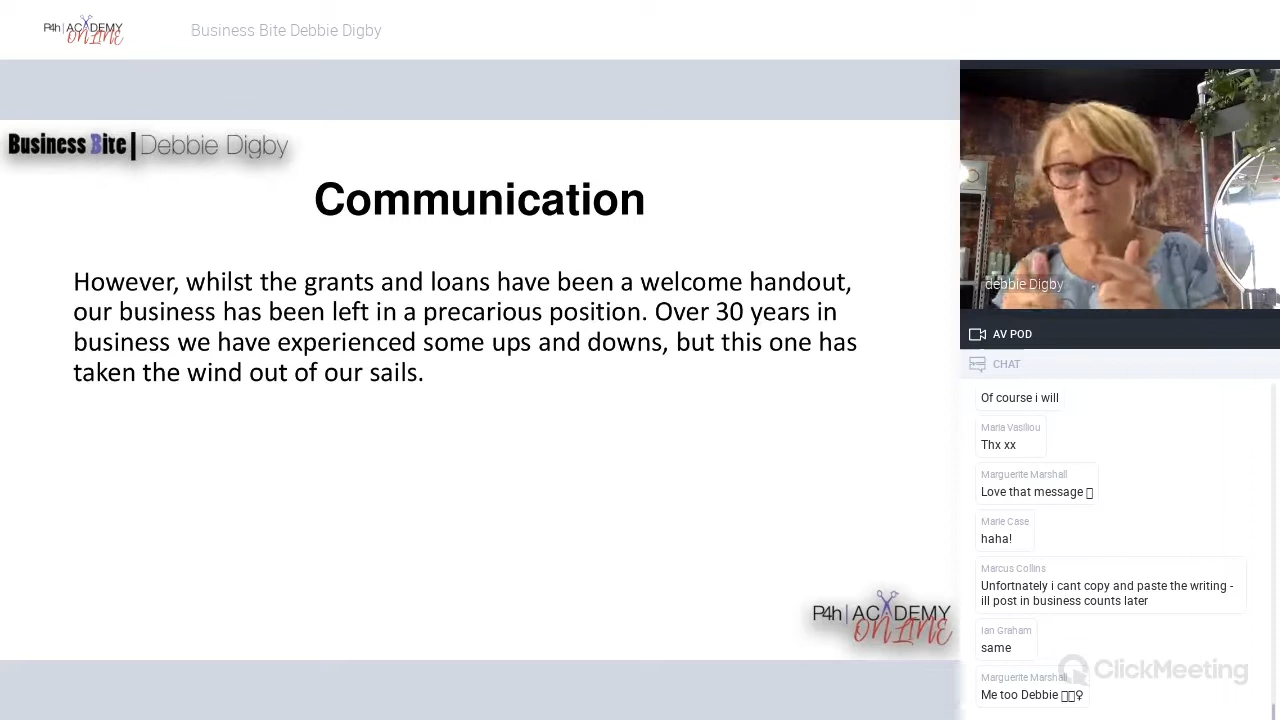 P4h | ACADEMY
ONLINE
Business Bite Debbie Digby
Business Bite|Debbie Digby
Communication
However, whilst the grants and loans have been a welcome handout,
our business has been left in a precarious position. Over 30 years in
business we have experienced some ups and downs, but this one has
taken the wind out of our sails.
P4h | ACADEMY
ONLINE
debbie Digby
AV POD
CHAT
Of course i will
Maria Vasiliou
Thx xx
Marguerite Marshall
Love that message
Marie Case
haha!
Marcus Collins
Unfortnately i cant copy and paste the writing -
ill post in business counts later
Ian Graham
same
Marguerite Marshall
Me too Debbie
ClickMeeting